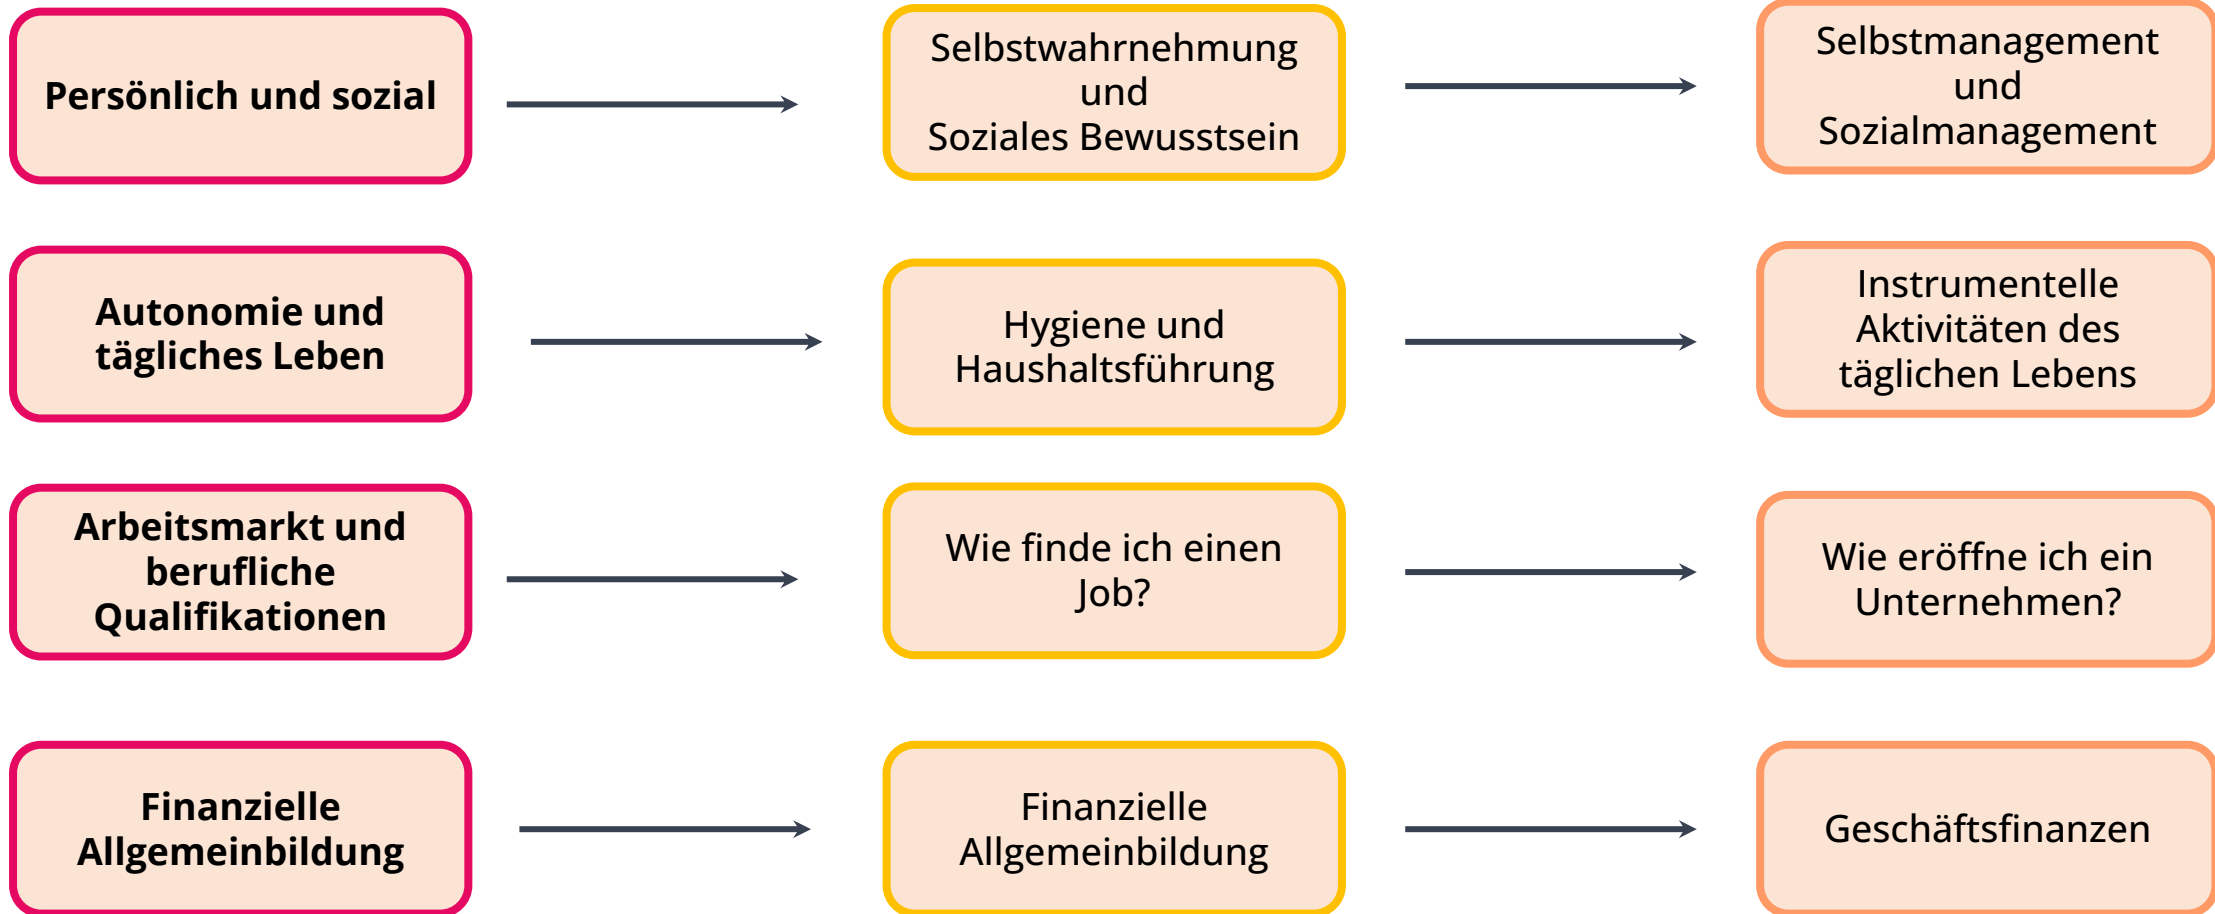 Persönlich und sozial
Selbstwahrnehmung
und
Soziales Bewusstsein
Selbstmanagement
und
Sozialmanagement
Autonomie und
tägliches Leben
Hygiene und
Haushaltsführung
Instrumentelle
Aktivitäten des
täglichen Lebens
Arbeitsmarkt und
berufliche
Qualifikationen
Wie finde ich einen
Job?
Wie eröffne ich ein
Unternehmen?
Finanzielle
Allgemeinbildung
Finanzielle
Allgemeinbildung
Geschäftsfinanzen